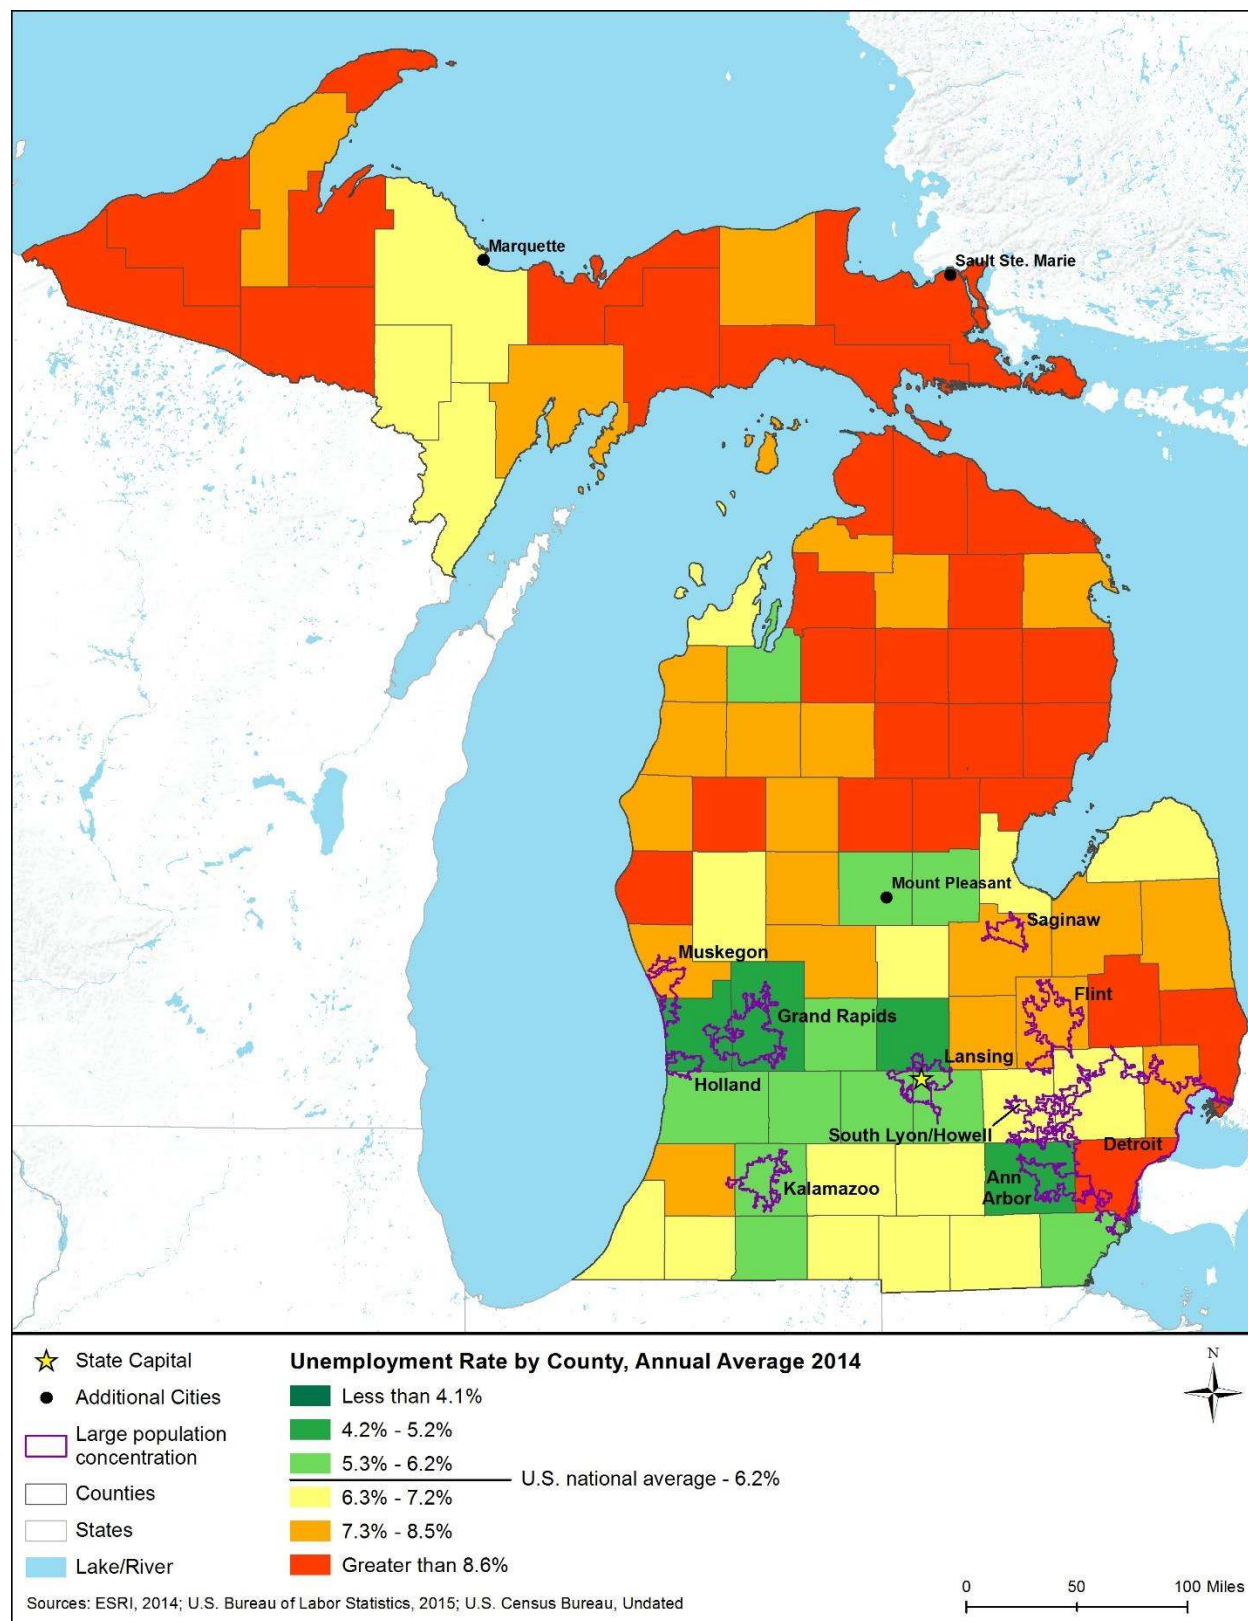 Marquette
Sault Ste. Marie
Mount Pleasant
Saginaw
Muskegon
Flint
Grand Rapids
Lansing
Holland
South Lyon/Howell
Detroit
Ann
Arbor
Kalamazoo
State Capital
Additional Cities
Large population
concentration
Counties
States
Lake/River
Unemployment Rate by County, Annual Average 2014
Less than 4.1%
4.2% - 5.2%
5.3% - 6.2%
U.S. national average - 6.2%
6.3% - 7.2%
7.3% - 8.5%
Greater than 8.6%
N
0 50 100 Miles
Sources: ESRI, 2014; U.S. Bureau of Labor Statistics, 2015; U.S. Census Bureau, Undated